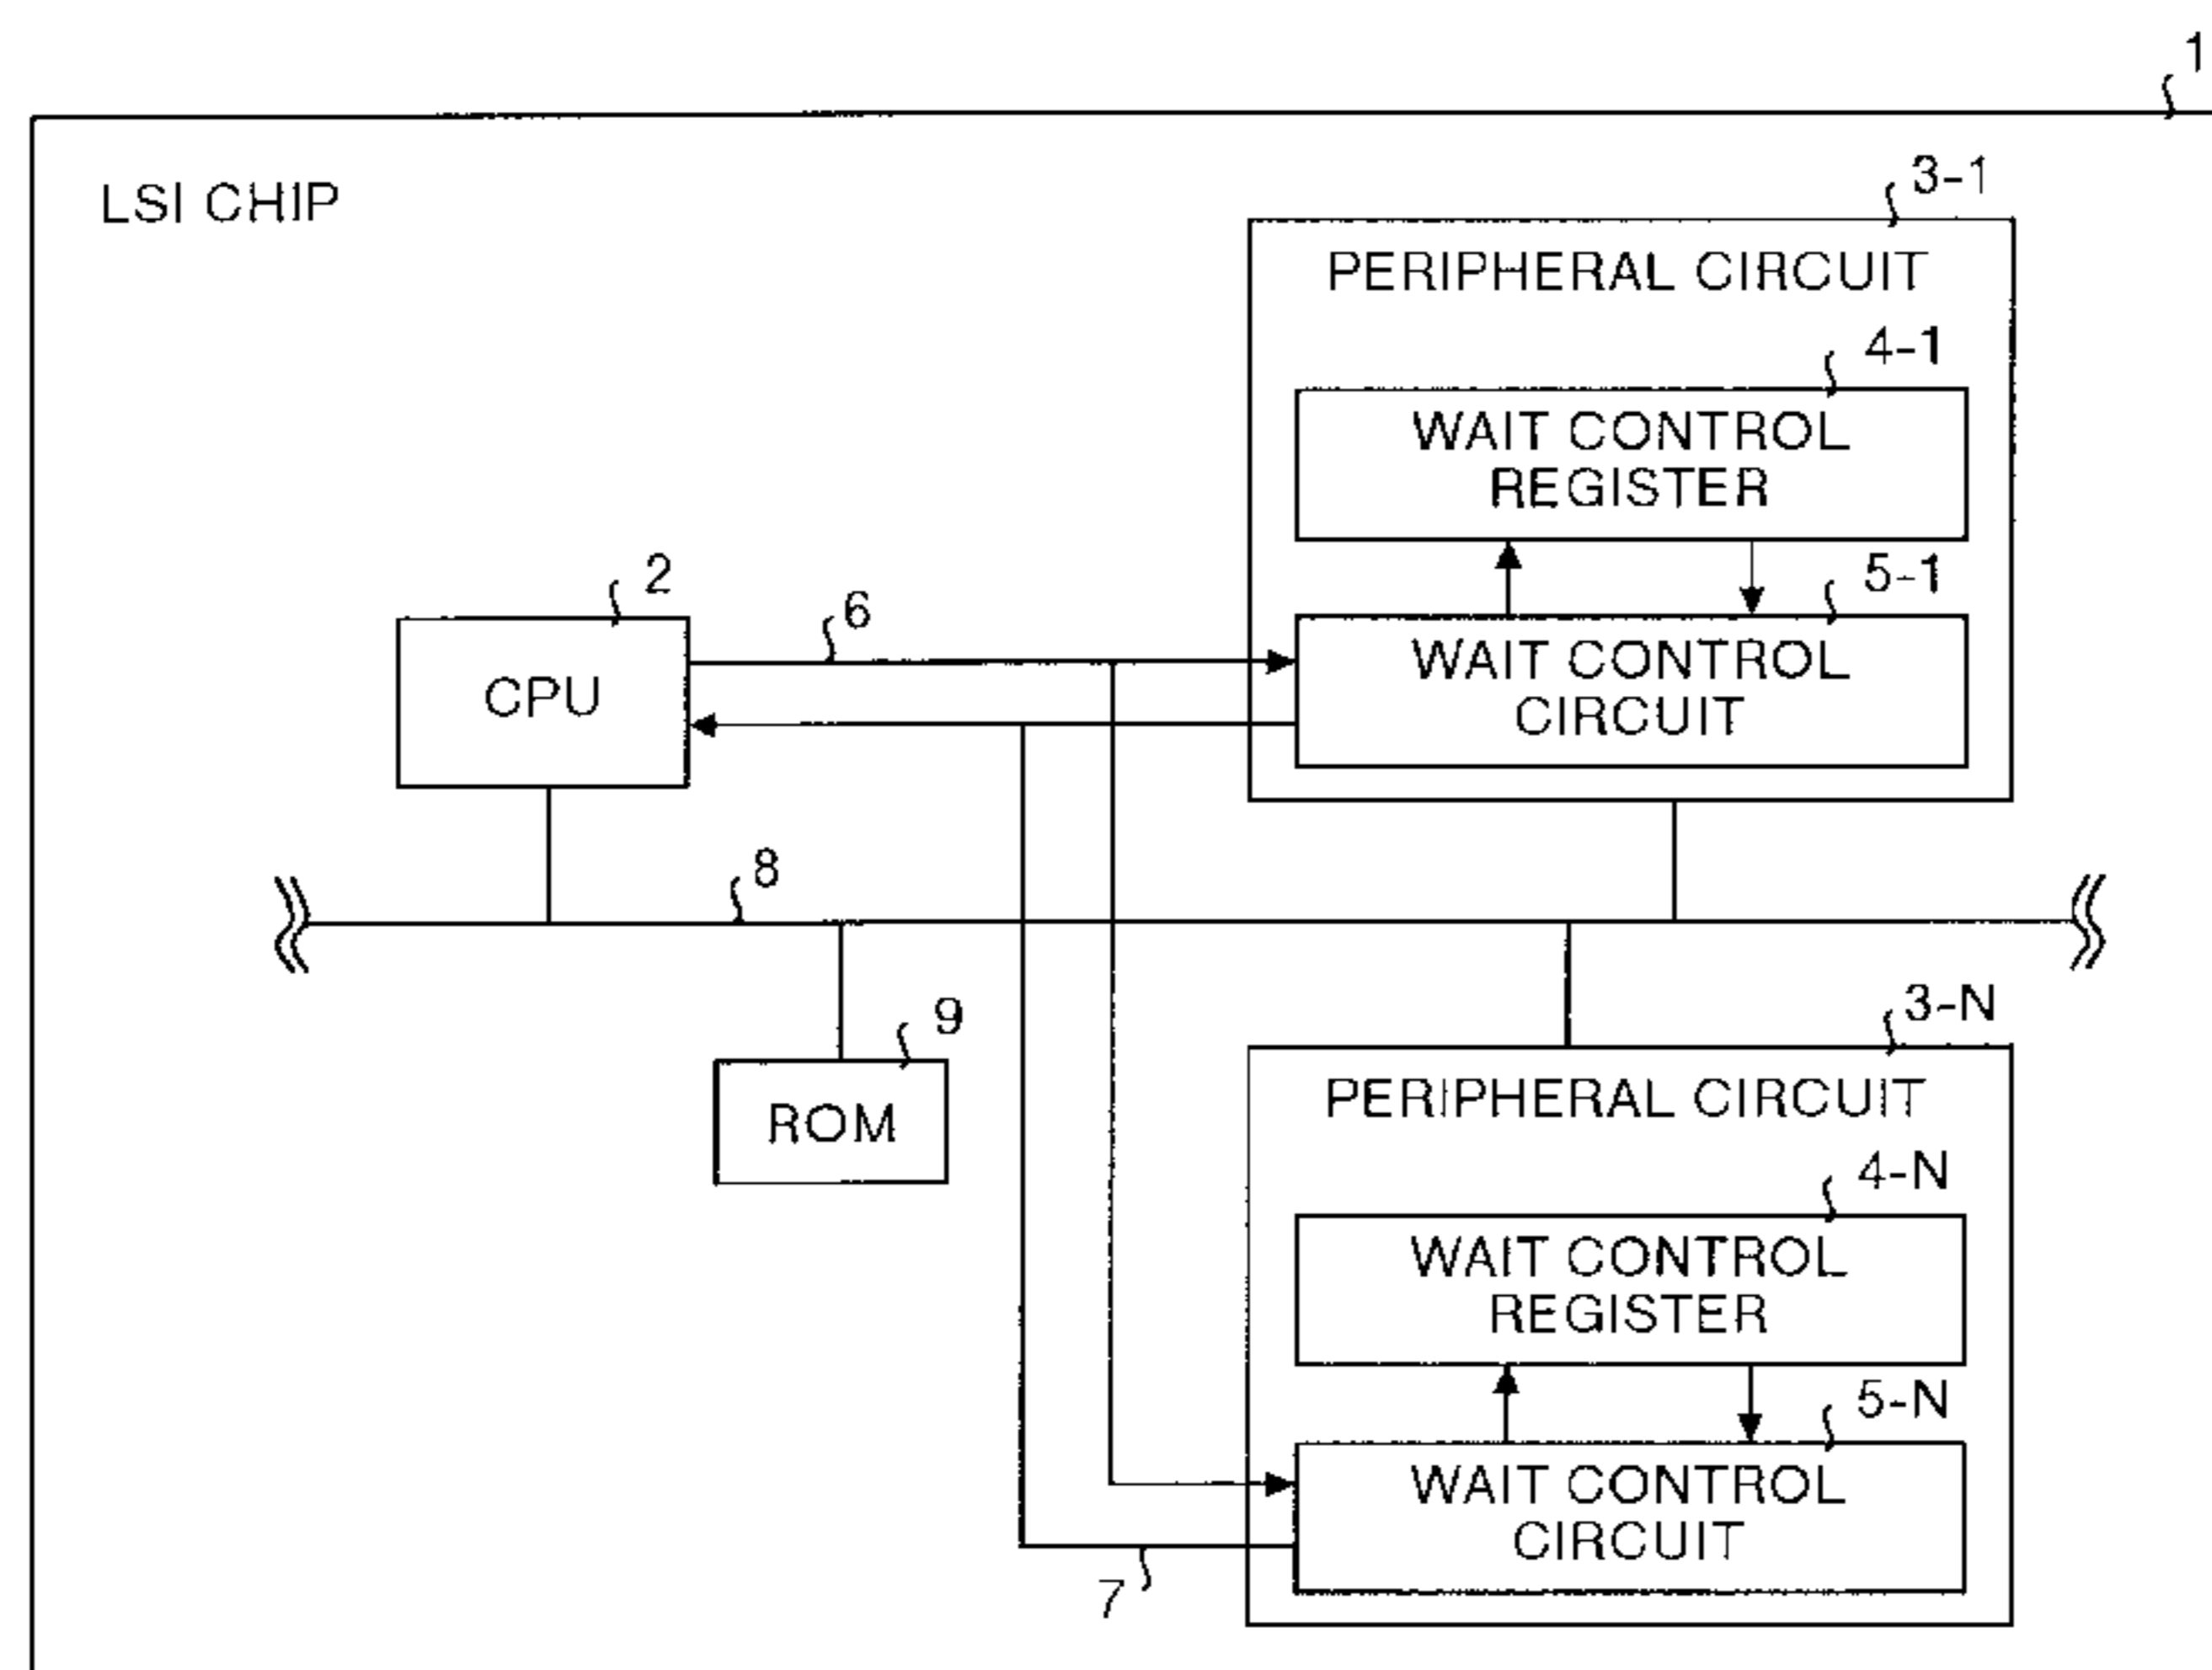 1
LSI CHIP
3-1
PERIPHERAL CIRCUIT
4-1
WAIT CONTROL
REGISTER
5-1
WAIT CONTROL
CIRCUIT
2
CPU
6
8
9
ROM
3-N
PERIPHERAL CIRCUIT
4-N
WAIT CONTROL
REGISTER
5-N
WAIT CONTROL
CIRCUIT
7